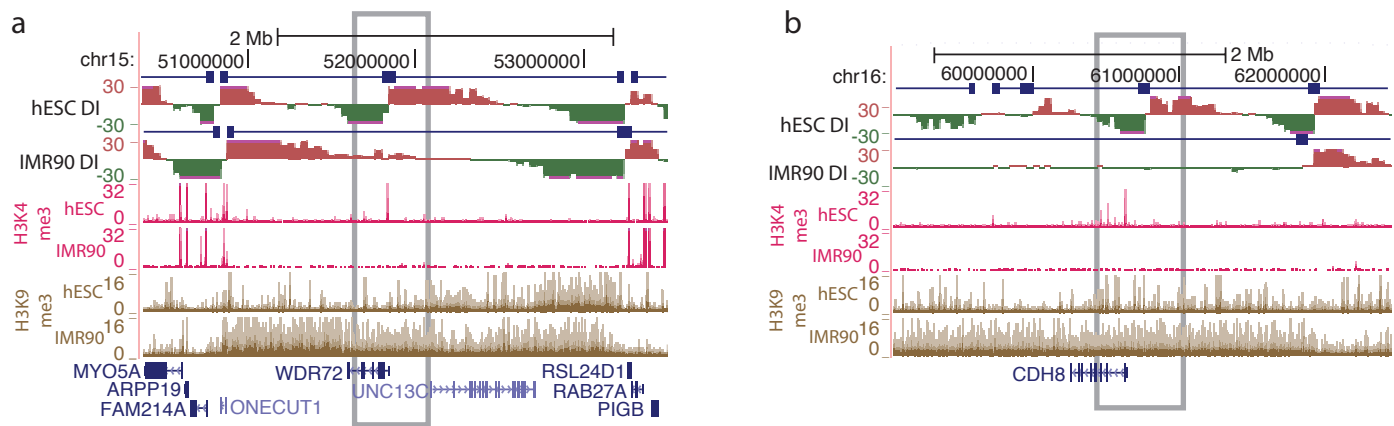 a
2 Mb
chr15:
51000000
52000000
53000000
30
hESC DI
-30
30
IMR90 DI
-30
H3K4
me3
32
hESC
0
32
IMR90
0
H3K9
me3
16
hESC
0
16
IMR90
0
MYO5A
WDR72
RSL24D1
ARPP19
UNC13C
RAB27A
FAM214A
ONECUT1
PIGB
b
2 Mb
chr16:
60000000
61000000
62000000
30
hESC DI
-30
30
IMR90 DI
-30
H3K4
me3
32
hESC
0
32
IMR90
0
H3K9
me3
16
hESC
0
16
IMR90
0
CDH8